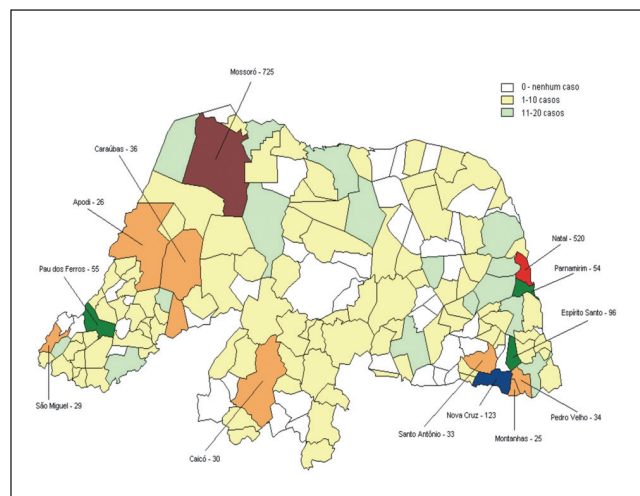 Mossoró - 725
0 - nenhum caso
1-10 casos
11-20 casos
Caraúbas - 36
Apodi - 26
Pau dos Ferros - 55
São Miguel - 29
Caicó - 30
Natal - 520
Parnamirim - 54
Espírito Santo - 96
Pedro Velho - 34
Nova Cruz - 123
Santo Antônio - 33
Montanhas - 25